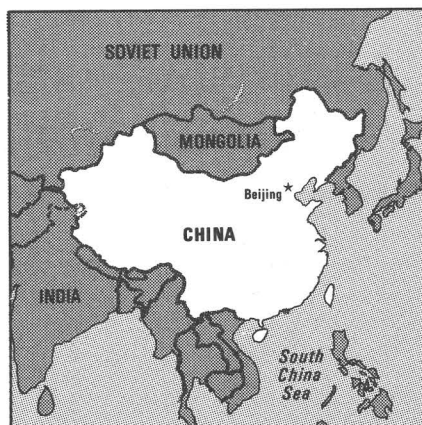 SOVIET UNION
MONGOLIA
Beijing
CHINA
INDIA
South
China
Sea